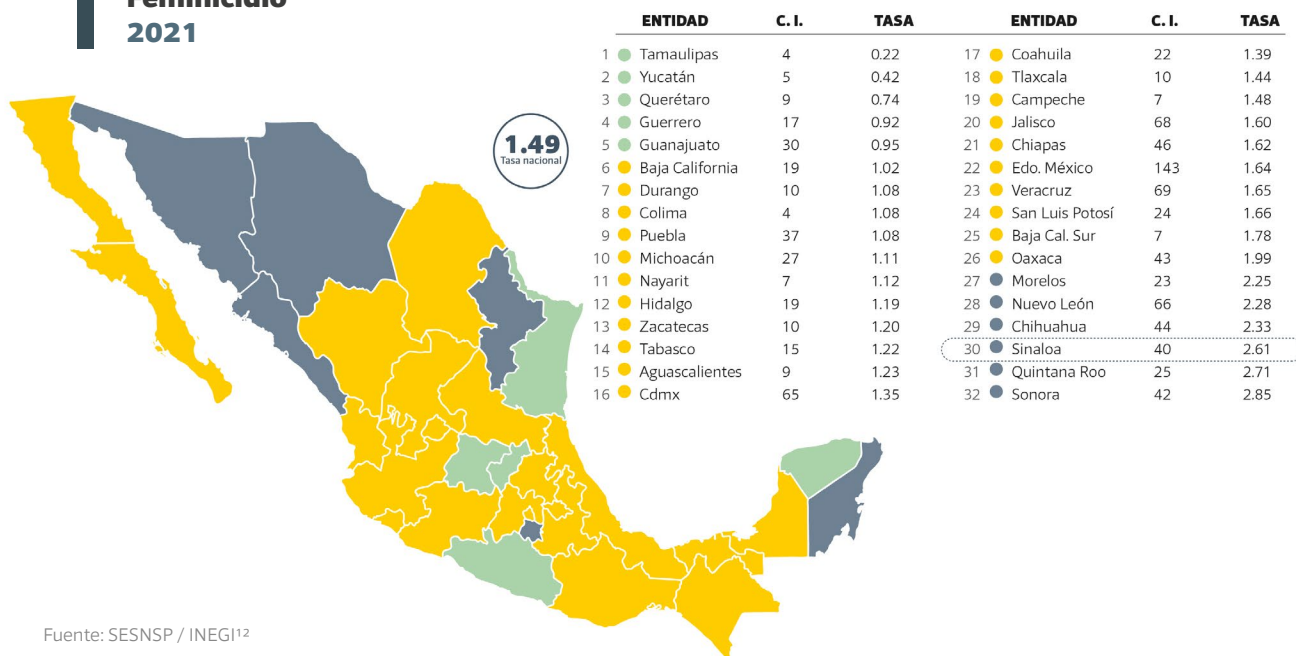 Feminicidio
2021
ENTIDAD C. I. TASA ENTIDAD C. I. TASA
1 Tamaulipas 4 0.22 17 Coahuila 22 1.39
2 Yucatán 5 0.42 18 Tlaxcala 10 1.44
3 Querétaro 9 0.74 19 Campeche 7 1.48
4 Guerrero 17 0.92 20 Jalisco 68 1.60
5 Guanajuato 30 0.95 21 Chiapas 46 1.62
6 Baja California 19 1.02 22 Edo. México 143 1.64
7 Durango 10 1.08 23 Veracruz 69 1.65
8 Colima 4 1.08 24 San Luis Potosí 24 1.66
9 Puebla 37 1.08 25 Baja Cal. Sur 7 1.78
10 Michoacán 27 1.11 26 Oaxaca 43 1.99
11 Nayarit 7 1.12 27 Morelos 23 2.25
12 Hidalgo 19 1.19 28 Nuevo León 66 2.28
13 Zacatecas 10 1.20 29 Chihuahua 44 2.33
14 Tabasco 15 1.22 30 Sinaloa 40 2.61
15 Aguascalientes 9 1.23 31 Quintana Roo 25 2.71
16 Cdmx 65 1.35 32 Sonora 42 2.85
1.49
Tasa nacional
Fuente: SESNSP / INEGI¹²